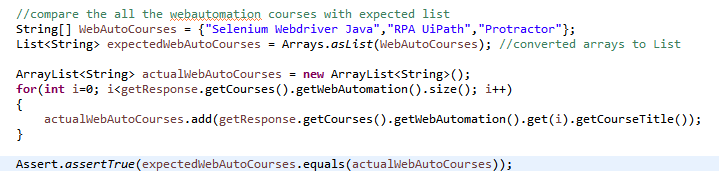 //compare the all the webautomation courses with expected list
String[] WebAutoCourses = {"Selenium Webdriver Java","RPA UiPath","Protractor"};
List<String> expectedWebAutoCourses = Arrays.asList(WebAutoCourses); //converted arrays to List
ArrayList<String> actualWebAutoCourses = new ArrayList<String>();
for(int i=0; i<getResponse.getCourses().getWebAutomation().size(); i++)
{
actualWebAutoCourses.add(getResponse.getCourses().getWebAutomation().get(i).getCourseTitle());
}
Assert.assertTrue(expectedWebAutoCourses.equals(actualWebAutoCourses));